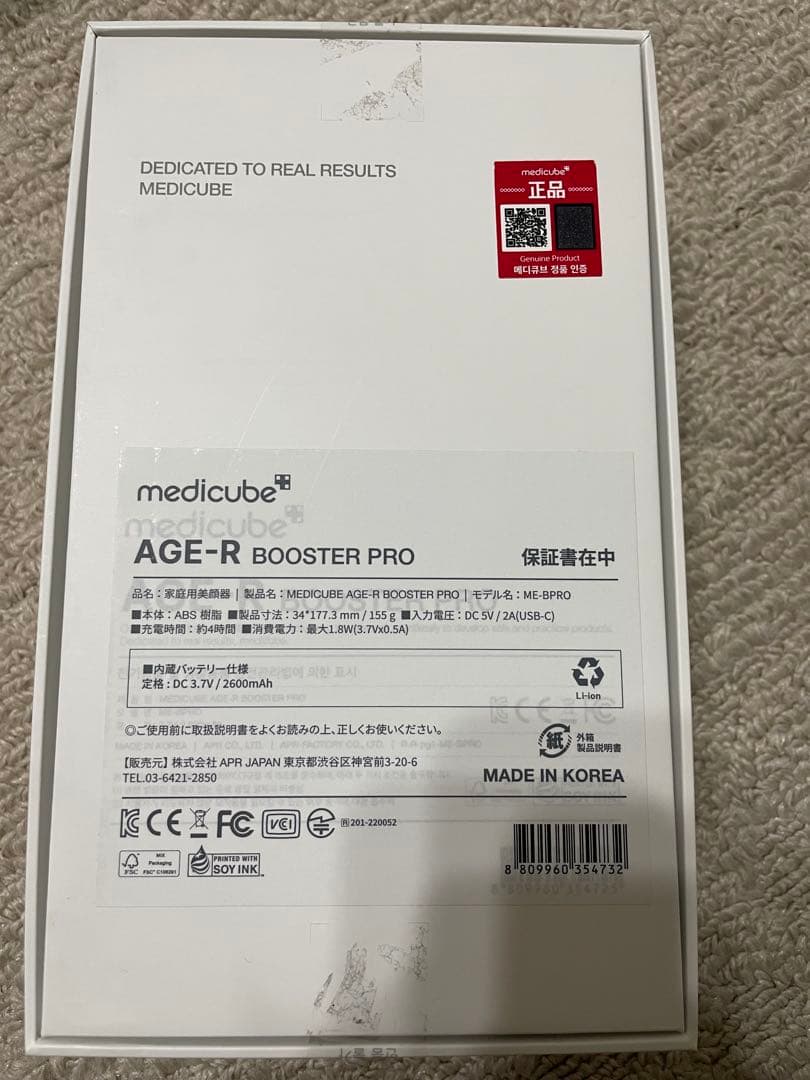 DEDICATED TO REAL RESULTS
MEDICUBE
medicube
正品
Genuine Product
메디큐브 정품 인증
medicube
medicube
AGE-R BOOSTER PRO
保証書在中
品名：家庭用美顔器 | 製品名：MEDICUBE AGE-R BOOSTER PRO | モデル名：ME-BPRO
■本体：ABS 樹脂 ■製品寸法：34*177.3 mm / 155 g ■入力電圧：DC 5V / 2A(USB-C)
■充電時間：約4時間 ■消費電力：最大1.8W(3.7Vx0.5A)
■内蔵バッテリー仕様
定格：DC 3.7V / 2600mAh
Li-ion
◎ご使用前に取扱説明書をよくお読みの上、正しくお使いください。
紙
外箱
製品説明書
【販売元】株式会社 APR JAPAN 東京都渋谷区神宮前3-20-6
TEL.03-6421-2850
MADE IN KOREA
CE FC VCI R 201-220052
FSC
MIX
Packaging
FSC® C108291
PRINTED WITH
SOY INK
8 809960 354732